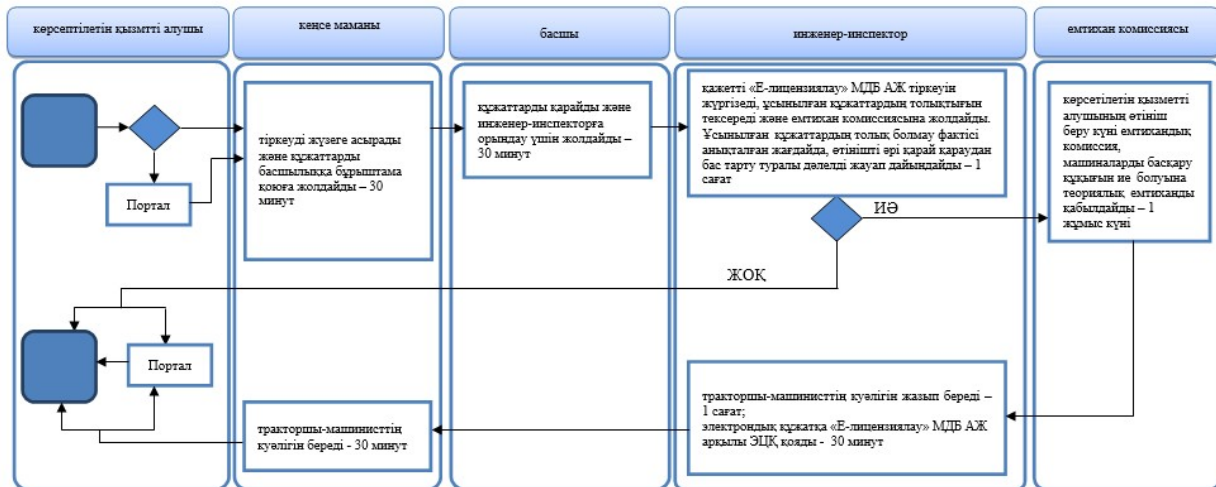 көрсептілетін қызмтті алушы
кеңсе маманы
басшы
инженер-инспектор
емтихан комиссиясы
Портал
тіркеуді жүзеге асырады
және құжаттарды
басшылыққа бұрыштама
қоюға жолдайды – 30
минут
құжаттарды қарайды және
инженер-инспекторға
орындау үшін жолдайды –
30 минут
қажетті «Е-лицензиялау» МДБ АЖ тіркеуін
жүргізеді, ұсынылған құжаттардың толықтығын
тексереді және емтихан комиссиясына жолдайды.
Ұсынылған құжаттардың толық болмау фактісі
анықталған жағдайда, өтінішті әрі қарай қараудан
бас тарту туралы дәлелді жауап дайындайды – 1
сағат
көрсетілетін қызметті
алушының өтініш
беру күні емтихандық
комиссия,
машиналарды басқару
құқығын ие болуына
теориялық емтиханды
қабылдайды – 1
жұмыс күні
ИӘ
ЖОҚ
Портал
тракторшы-машинисттің
куәлігін береді - 30 минут
тракторшы-машинисттің куәлігін жазып береді –
1 сағат;
электрондық құжатқа «Е-лицензиялау» МДБ АЖ
арқылы ЭЦҚ қояды - 30 минут